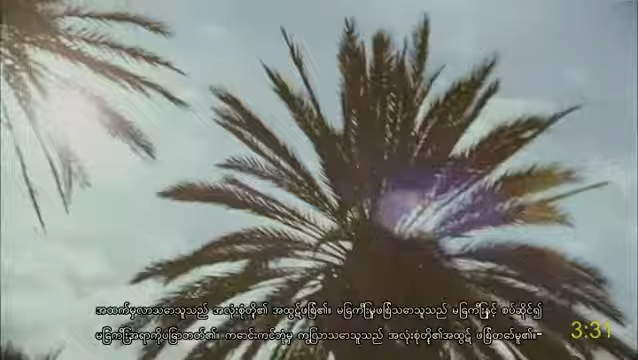 အထက်မှလာသောသူသည် အလုံးစုံတို့၏ အထွဋ်ဖြစ်၏။ မြေကြီးမှဖြစ်သောသူသည် မြေကြီးနှင့် စပ်ဆိုင်၍
မြေကြီးအရာကိုပြောတတ်၏။ ကောင်းကင်ဘုံမှ ကြွလာသောသူသည် အလုံးစုံတို့၏အထွဋ် ဖြစ်တော်မူ၏။-
3:31